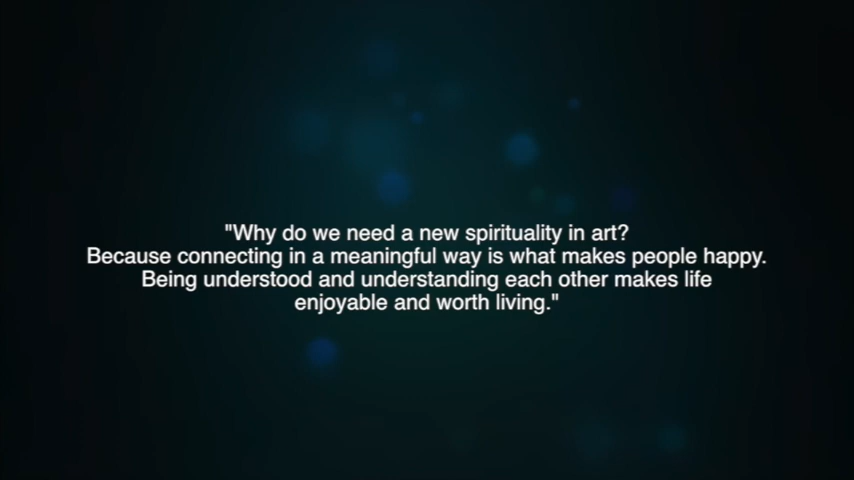 "Why do we need a new spirituality in art?
Because connecting in a meaningful way is what makes people happy.
Being understood and understanding each other makes life
enjoyable and worth living."